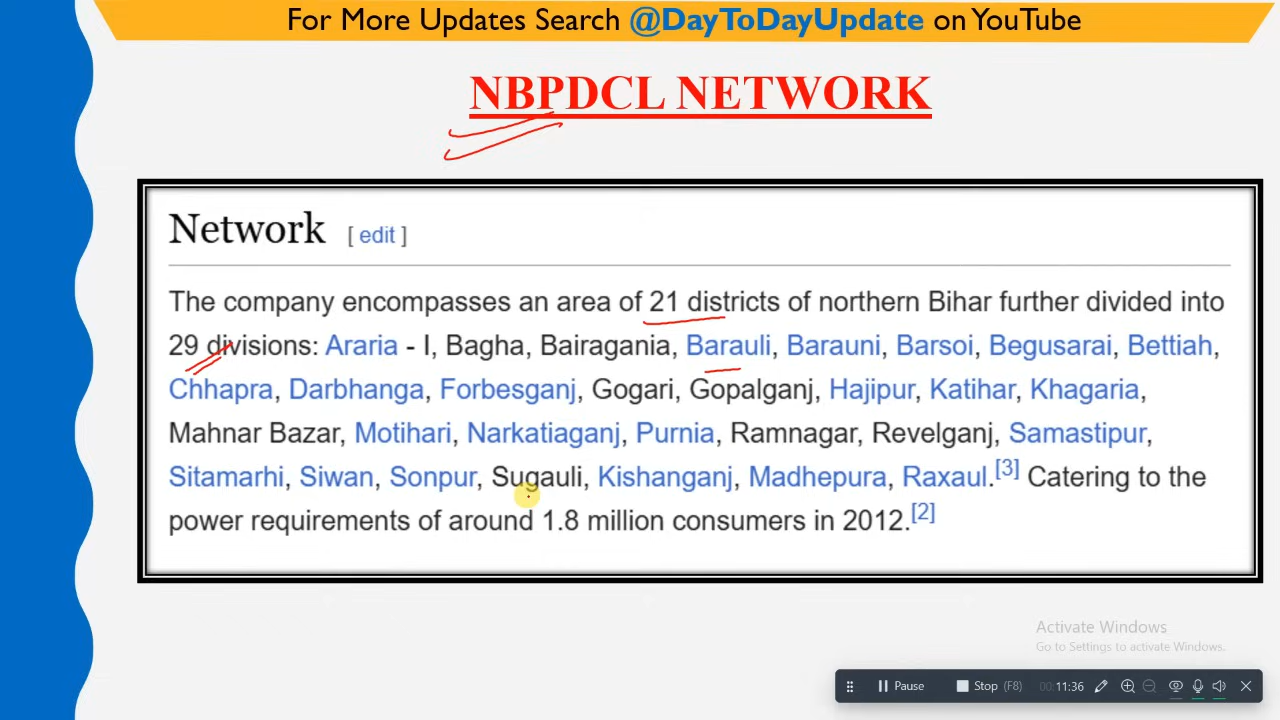 For More Updates Search @DayToDayUpdate on YouTube
NBPDCL NETWORK
Network [ edit ]
The company encompasses an area of 21 districts of northern Bihar further divided into
29 divisions: Araria - I, Bagha, Bairagania, Barauli, Barauni, Barsoi, Begusarai, Bettiah,
Chhapra, Darbhanga, Forbesganj, Gogari, Gopalganj, Hajipur, Katihar, Khagaria,
Mahnar Bazar, Motihari, Narkatiaganj, Purnia, Ramnagar, Revelganj, Samastipur,
Sitamarhi, Siwan, Sonpur, Sugauli, Kishanganj, Madhepura, Raxaul.[3] Catering to the
power requirements of around 1.8 million consumers in 2012.[2]
Activate Windows
Go to Settings to activate Windows.
Pause Stop (F8) 00:11:36